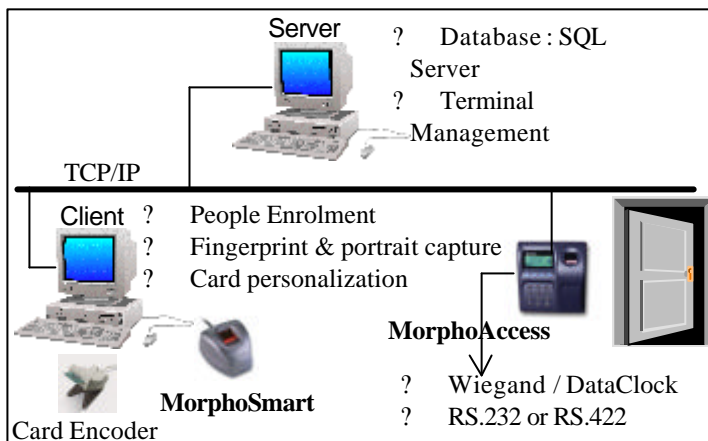 Server
? Database : SQL
Server
? Terminal
Management
TCP/IP
Client
? People Enrolment
? Fingerprint & portrait capture
? Card personalization
MorphoAccess
MorphoSmart
Card Encoder
? Wiegand / DataClock
? RS.232 or RS.422